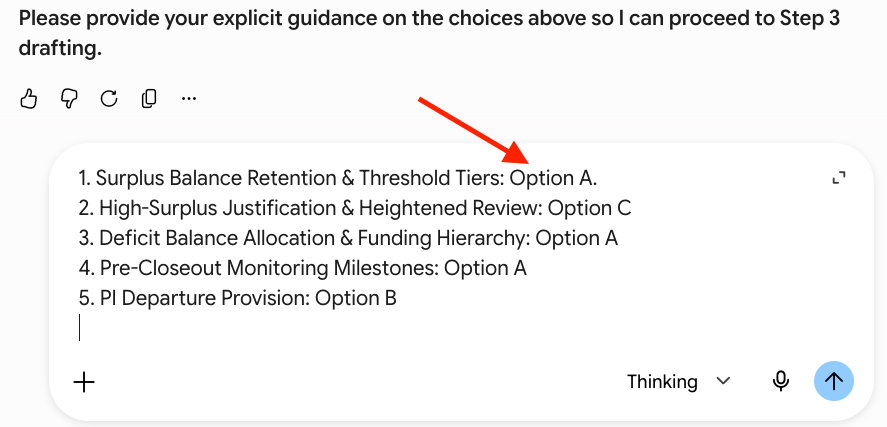 Please provide your explicit guidance on the choices above so I can proceed to Step 3
drafting.
1. Surplus Balance Retention & Threshold Tiers: Option A.
2. High-Surplus Justification & Heightened Review: Option C
3. Deficit Balance Allocation & Funding Hierarchy: Option A
4. Pre-Closeout Monitoring Milestones: Option A
5. PI Departure Provision: Option B
Thinking